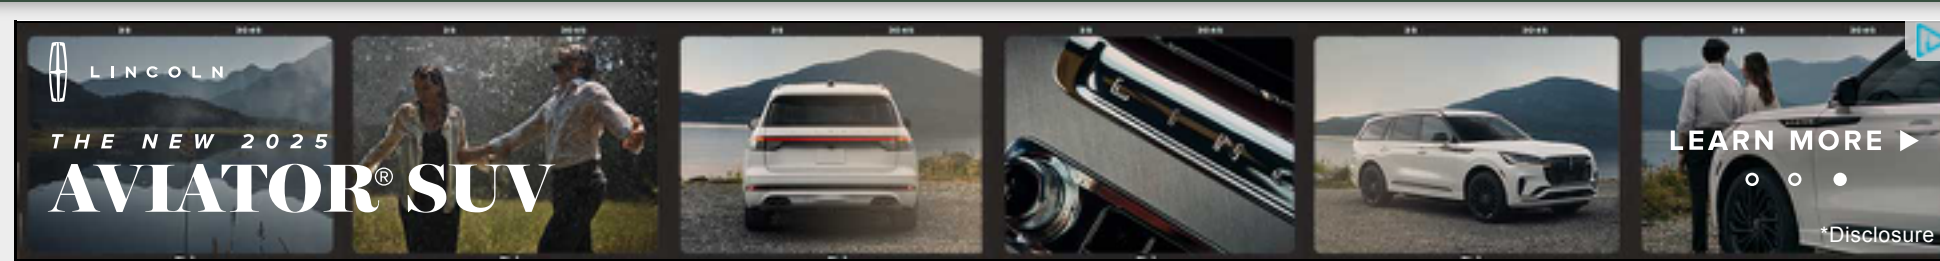 LINCOLN
THE NEW 2025
AVIATOR® SUV
LEARN MORE
*Disclosure